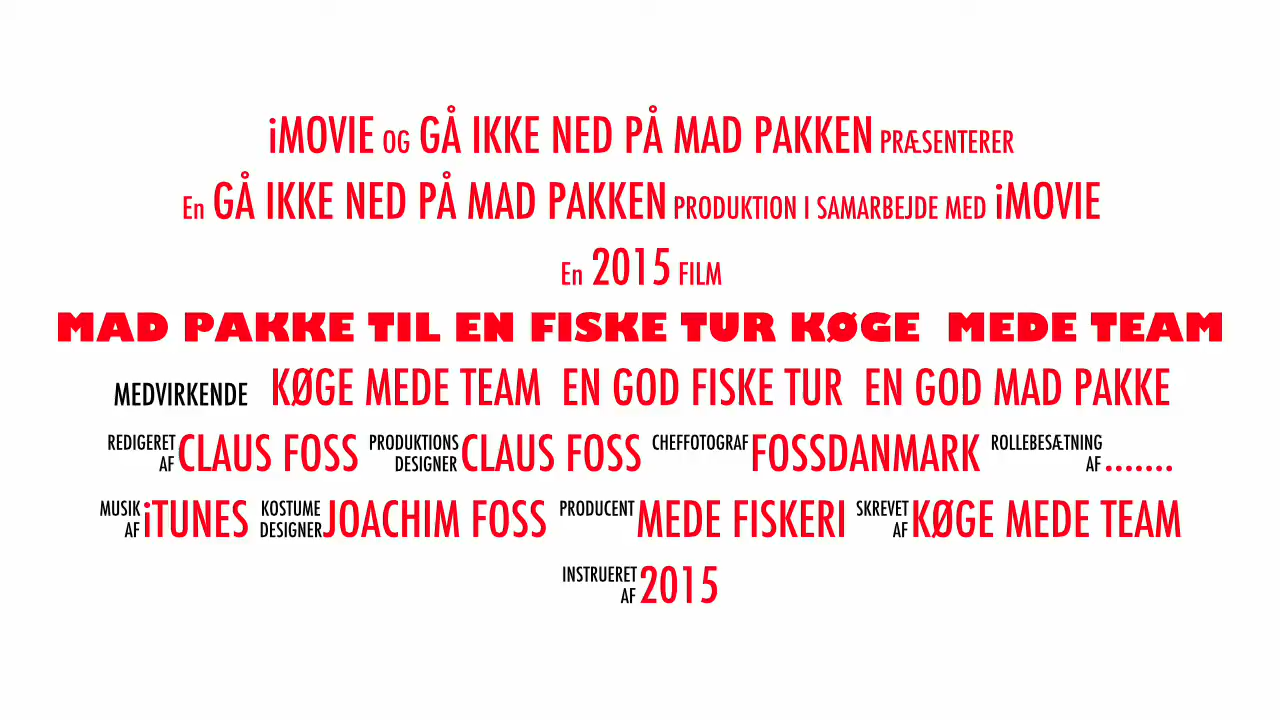 iMOVIE OG GÅ IKKE NED PÅ MAD PAKKEN PRÆSENTERER
En GÅ IKKE NED PÅ MAD PAKKEN PRODUKTION I SAMARBEJDE MED iMOVIE
En 2015 FILM
MAD PAKKE TIL EN FISKE TUR KØGE MEDE TEAM
MEDVIRKENDE KØGE MEDE TEAM EN GOD FISKE TUR EN GOD MAD PAKKE
REDIGERET AF CLAUS FOSS PRODUKTIONS DESIGNER CLAUS FOSS CHEFFOTOGRAF FOSSDANMARK ROLLEBESÆTNING AF .......
MUSIK AF iTUNES KOSTUME DESIGNER JOACHIM FOSS PRODUCENT MEDE FISKERI SKREVET AF KØGE MEDE TEAM
INSTRUERET AF 2015